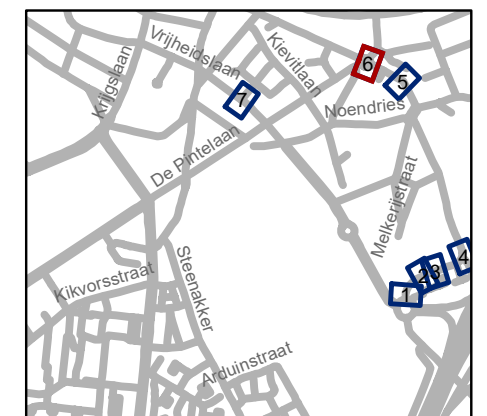 Vrijheidslaan
Kievitlaan
Krijgslaan
6
5
7
Noendries
De Pintelaan
Melkerijstraat
Steenakker
4
2
3
Kikvorsstraat
1
Arduinstraat